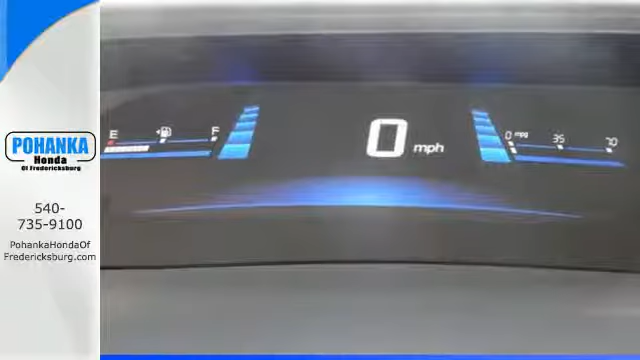 POHANKA
Honda
Of Fredericksburg
540-
735-9100
PohankaHondaOf
Fredericksburg.com
E F
0 mph
0 mpg 35 70